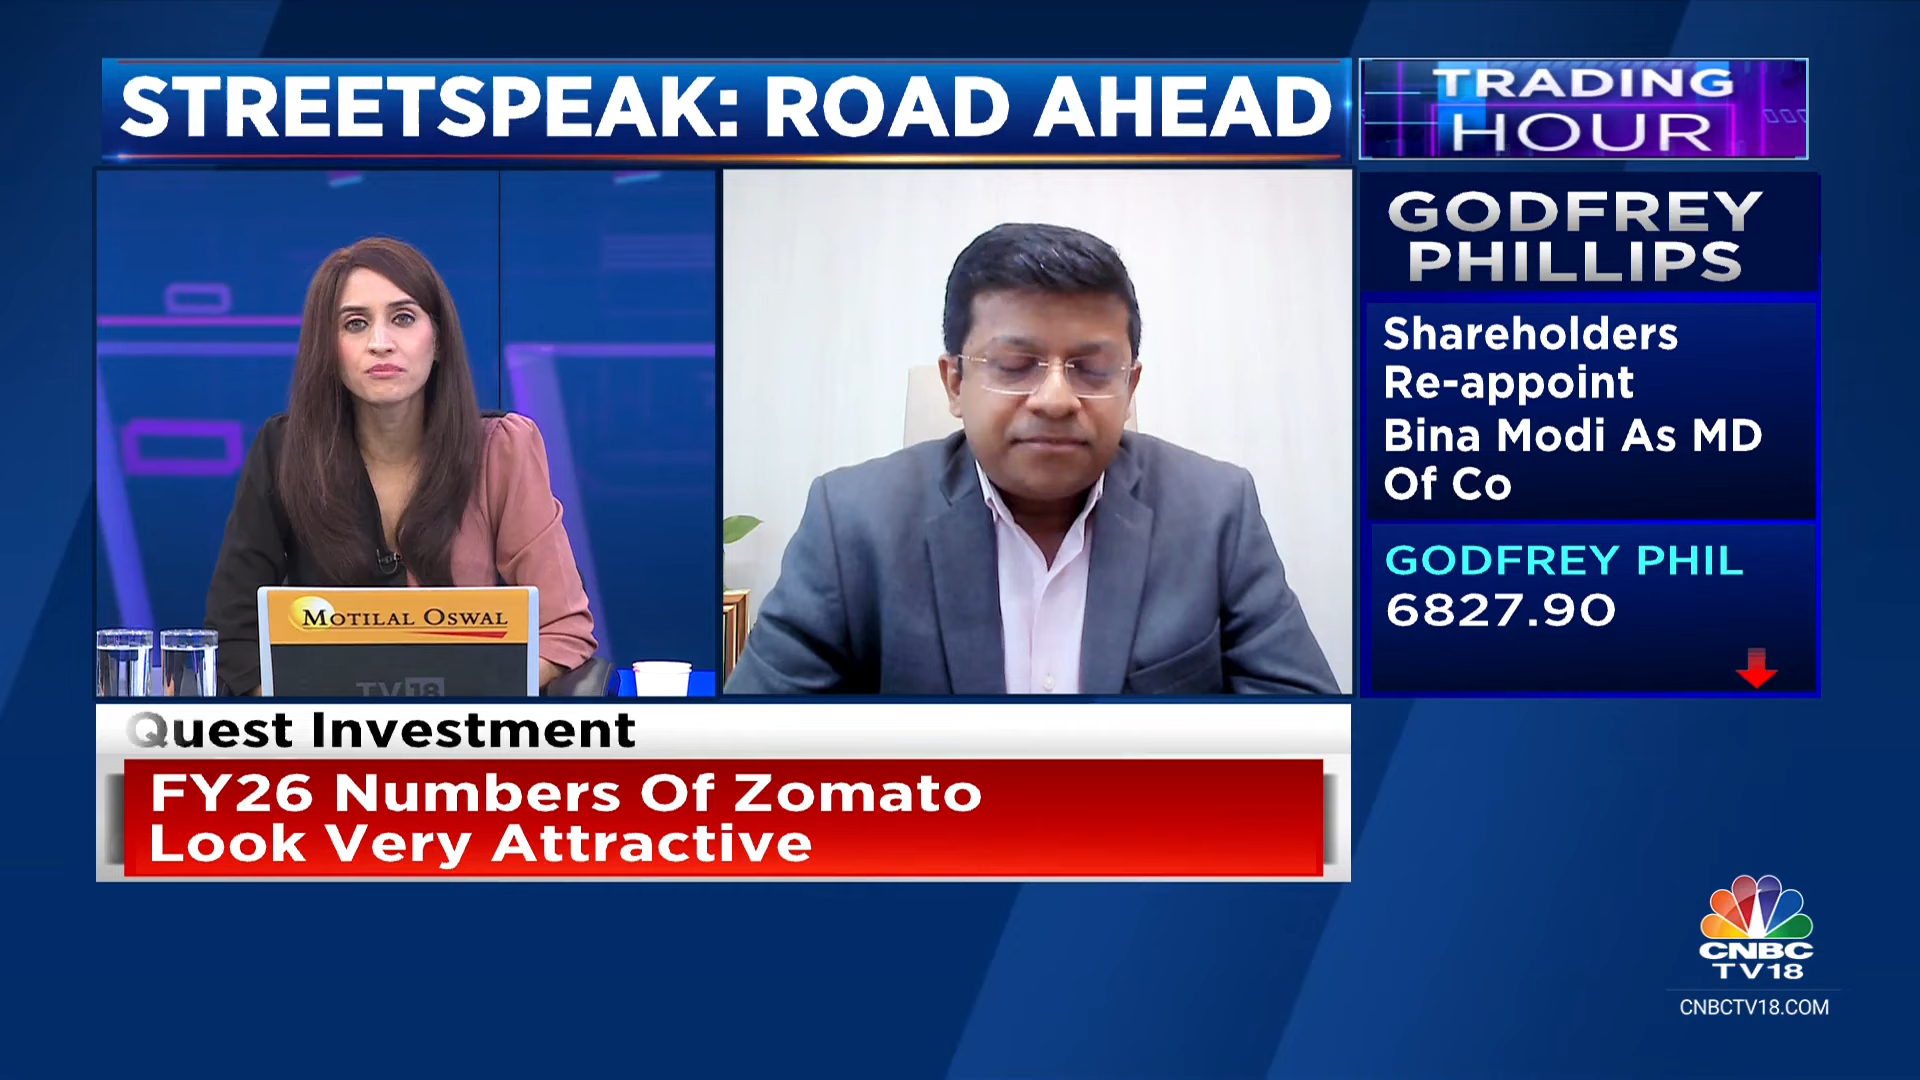 STREETSPEAK: ROAD AHEAD
TRADING
HOUR
GODFREY
PHILLIPS
Shareholders
Re-appoint
Bina Modi As MD
Of Co
GODFREY PHIL
6827.90
MOTILAL OSWAL
TV18
Quest Investment
FY26 Numbers Of Zomato
Look Very Attractive
CNBC
TV18
CNBCTV18.COM